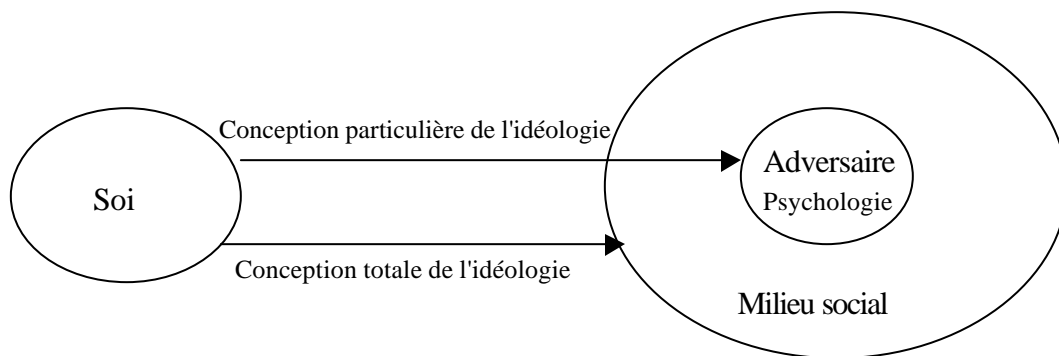 Conception particulière de l'idéologie
Soi
Adversaire
Psychologie
Conception totale de l'idéologie
Milieu social